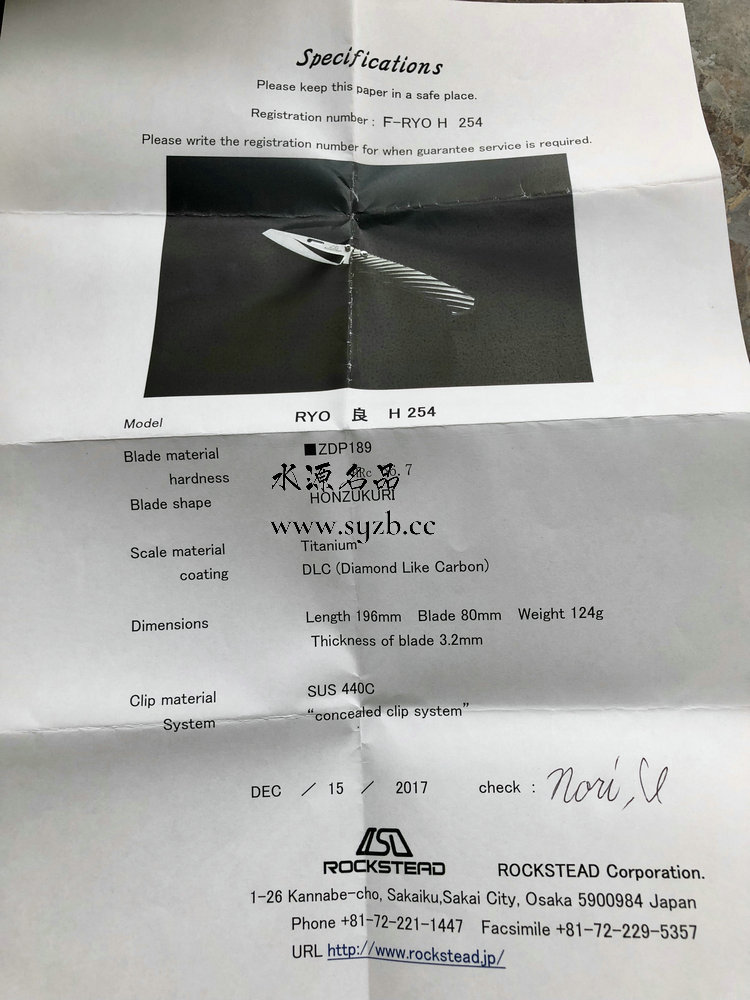 Specifications
Please keep this paper in a safe place.
Registration number : F-RYO H 254
Please write the registration number for when guarantee service is required.
Model RYO 良 H 254
Blade material ■ZDP189
hardness .7
水源名品
Blade shape HONZUKURI
www.syzb.cc
Scale material Titanium
coating DLC (Diamond Like Carbon)
Dimensions Length 196mm Blade 80mm Weight 124g
Thickness of blade 3.2mm
Clip material SUS 440C
System "concealed clip system"
DEC / 15 / 2017 check :
ROCKSTEAD
ROCKSTEAD Corporation.
1-26 Kannabe-cho, Sakaiku,Sakai City, Osaka 5900984 Japan
Phone +81-72-221-1447 Facsimile +81-72-229-5357
URL http://www.rockstead.jp/